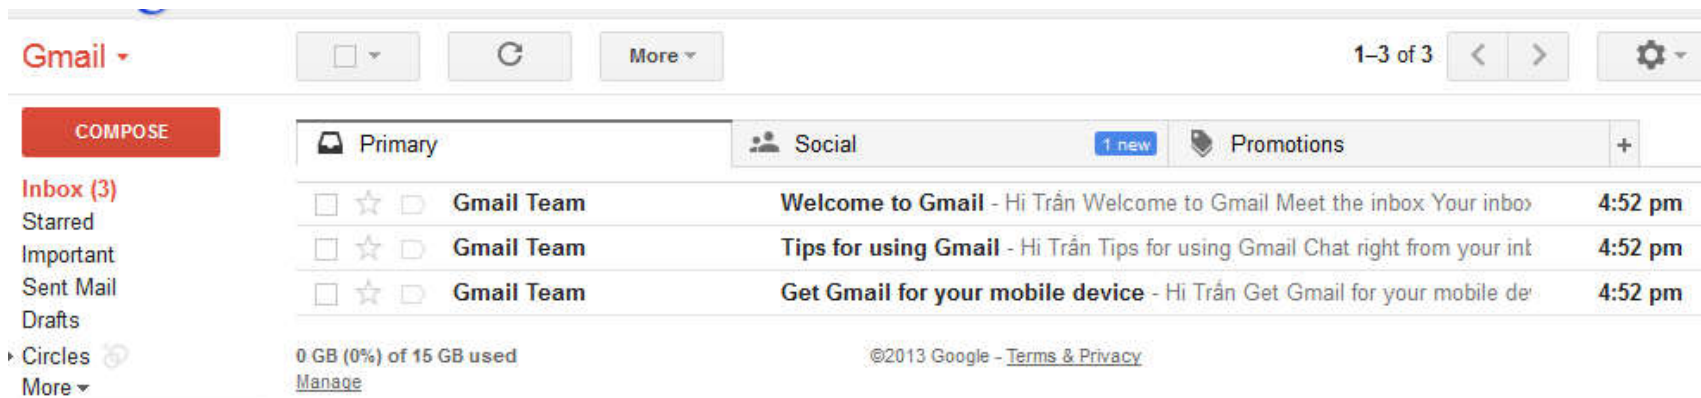 Gmail
More
1–3 of 3
COMPOSE
Primary
Social
1 new
Promotions
+
Inbox (3)
Starred
Important
Sent Mail
Drafts
Circles
More
Gmail Team Welcome to Gmail - Hi Trần Welcome to Gmail Meet the inbox Your inbox 4:52 pm
Gmail Team Tips for using Gmail - Hi Trần Tips for using Gmail Chat right from your inb 4:52 pm
Gmail Team Get Gmail for your mobile device - Hi Trần Get Gmail for your mobile dev 4:52 pm
0 GB (0%) of 15 GB used
Manage
©2013 Google - Terms & Privacy